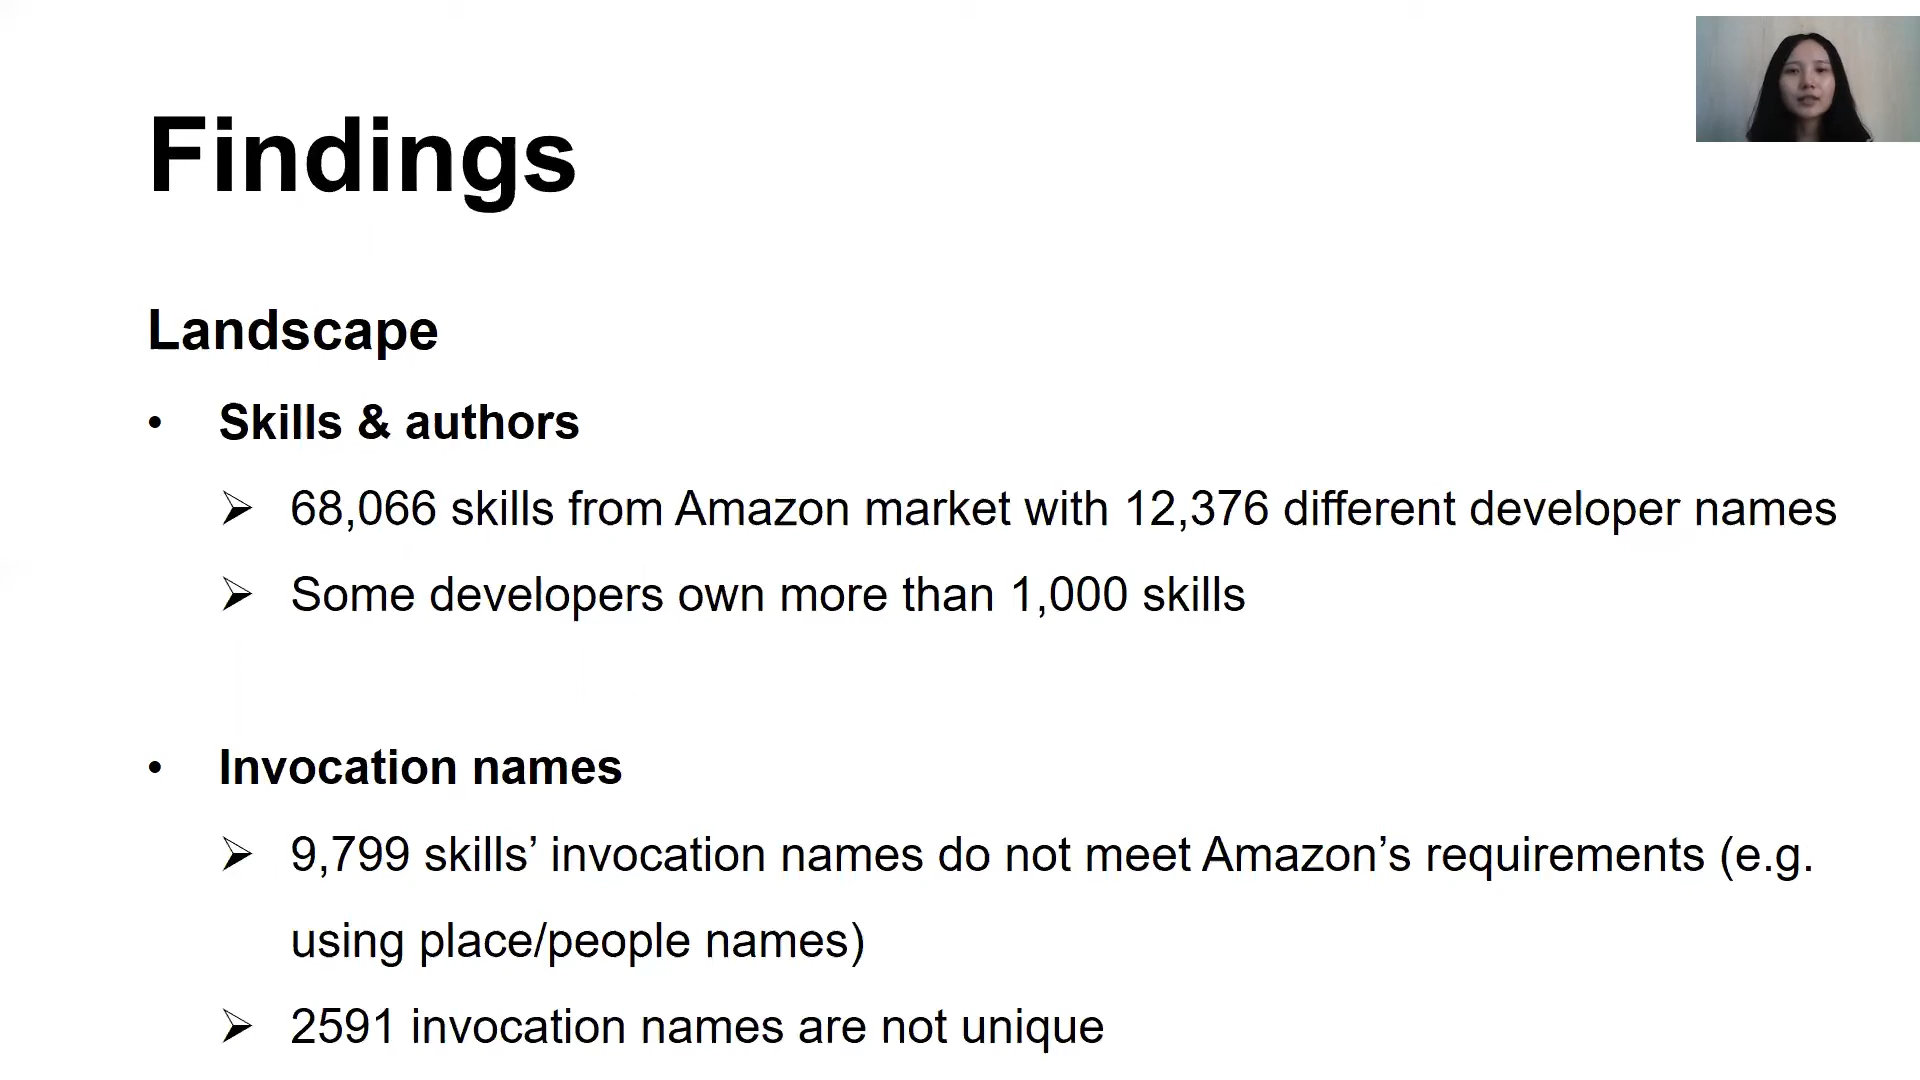 Findings
Landscape
• Skills & authors
➢ 68,066 skills from Amazon market with 12,376 different developer names
➢ Some developers own more than 1,000 skills
• Invocation names
➢ 9,799 skills’ invocation names do not meet Amazon’s requirements (e.g.
using place/people names)
➢ 2591 invocation names are not unique